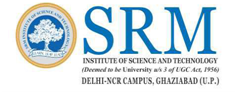 SRM
INSTITUTE OF SCIENCE AND TECHNOLOGY
(Deemed to be University u/s 3 of UGC Act, 1956)
DELHI-NCR CAMPUS, GHAZIABAD (U.P.)